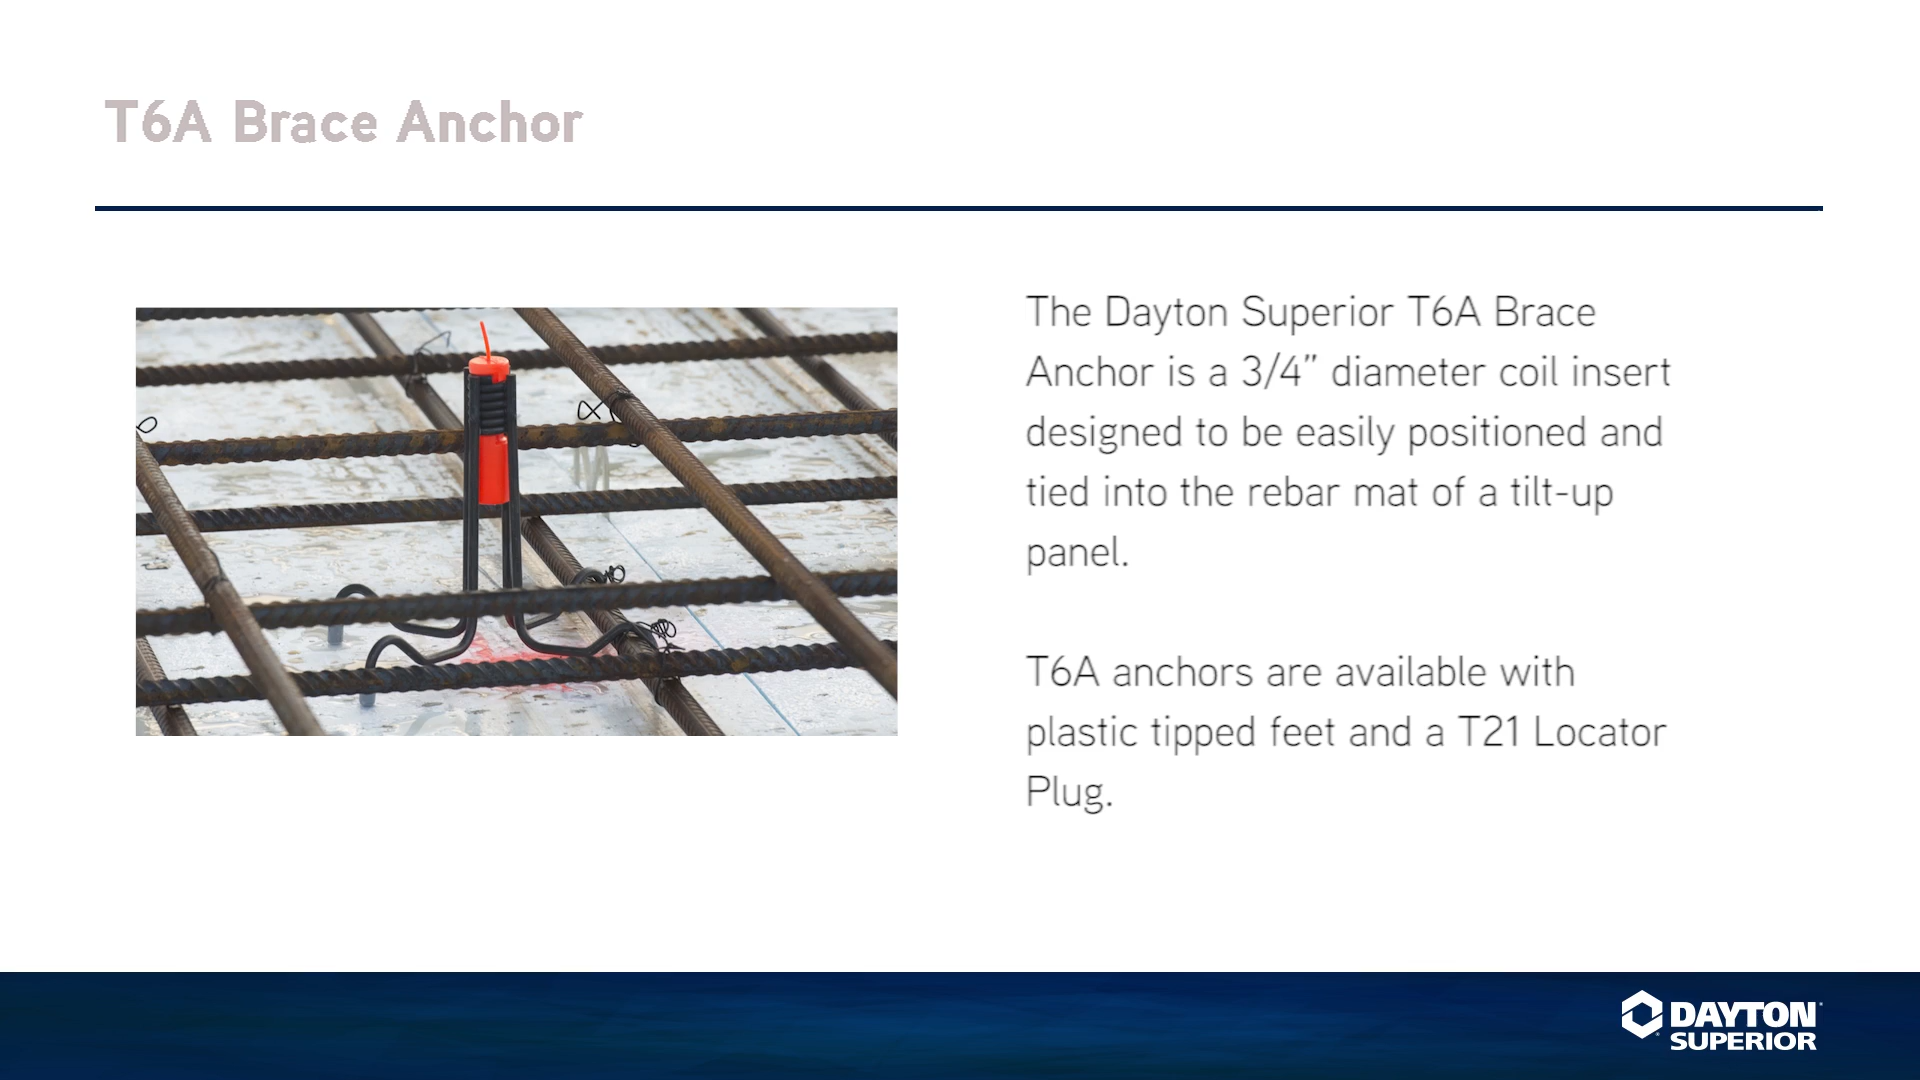 T6A Brace Anchor
The Dayton Superior T6A Brace
Anchor is a 3/4” diameter coil insert
designed to be easily positioned and
tied into the rebar mat of a tilt-up
panel.
T6A anchors are available with
plastic tipped feet and a T21 Locator
Plug.
DAYTON
SUPERIOR